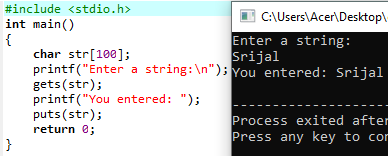 #include <stdio.h>
int main()
{
char str[100];
printf("Enter a string:\n");
gets(str);
printf("You entered: ");
puts(str);
return 0;
}
C:\Users\Acer\Desktop\
Enter a string:
Srijal
You entered: Srijal
--------------------
Process exited after
Press any key to con